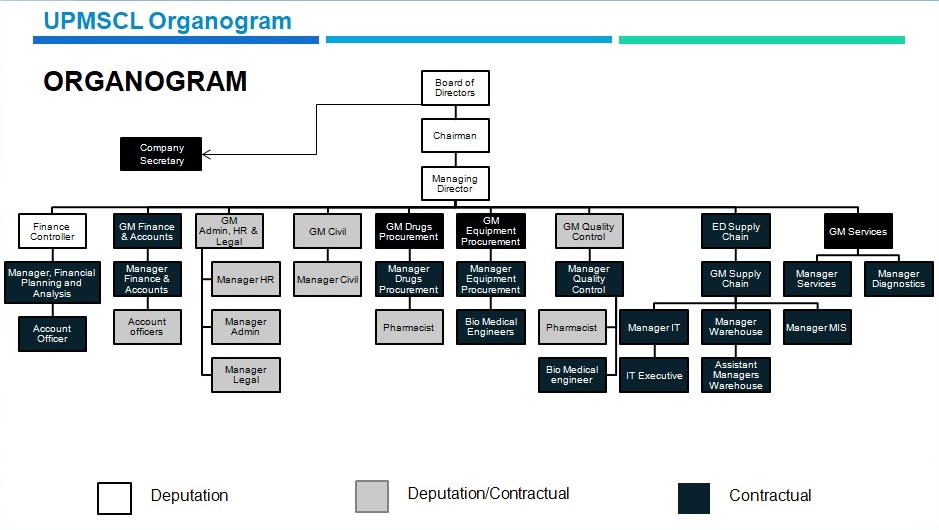 UPMSCL Organogram
ORGANOGRAM
Board of
Directors
Chairman
Company
Secretary
Managing
Director
Finance
Controller
GM Finance
& Accounts
GM
Admin, HR &
Legal
GM Civil
GM Drugs
Procurement
GM
Equipment
Procurement
GM Quality
Control
ED Supply
Chain
GM Services
Manager, Financial
Planning and
Analysis
Manager
Finance &
Accounts
Manager HR
Manager Civil
Manager
Drugs
Procurement
Manager
Equipment
Procurement
Manager
Quality
Control
GM Supply
Chain
Manager
Services
Manager
Diagnostics
Account
Officer
Account
officers
Manager
Admin
Pharmacist
Bio Medical
Engineers
Pharmacist
Manager IT
Manager
Warehouse
Manager MIS
Manager
Legal
Bio Medical
engineer
IT Executive
Assistant
Managers
Warehouse
Deputation
Deputation/Contractual
Contractual